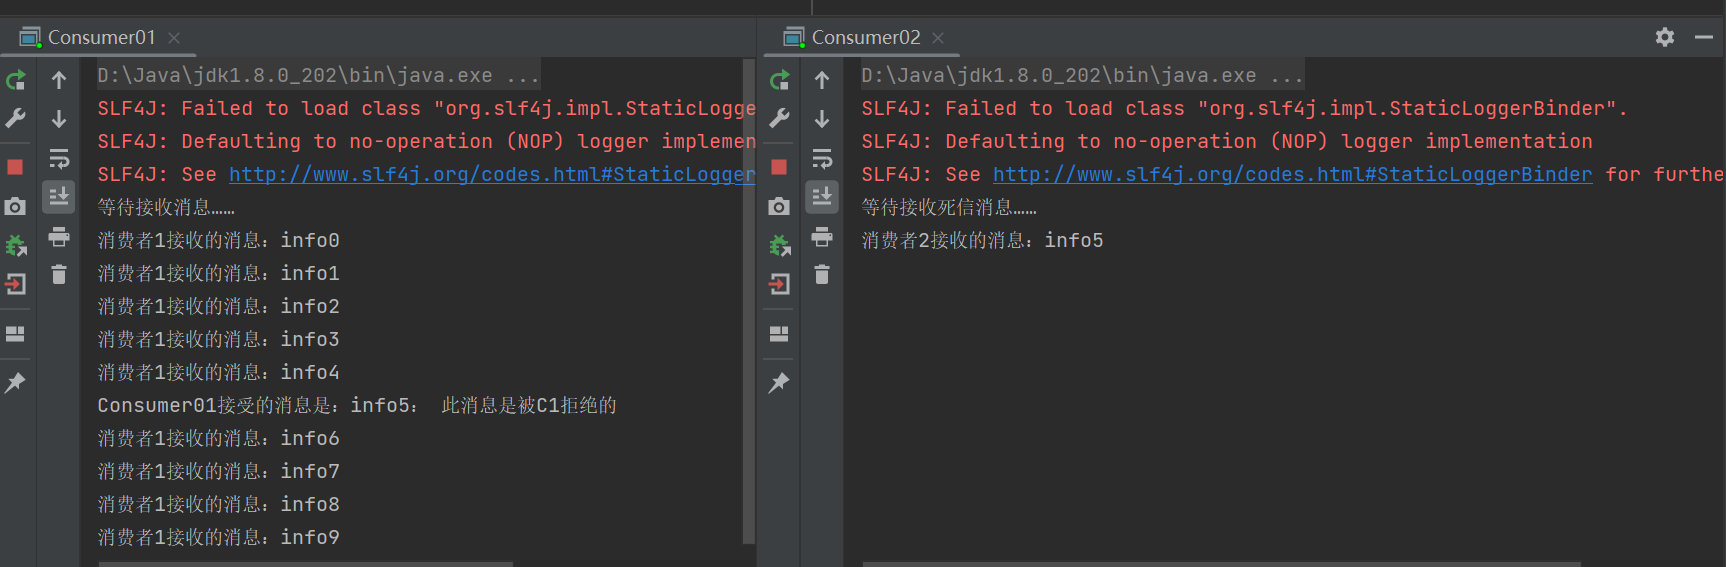 Consumer01
D:\Java\jdk1.8.0_202\bin\java.exe ...
SLF4J: Failed to load class "org.slf4j.impl.StaticLogge
SLF4J: Defaulting to no-operation (NOP) logger implemen
SLF4J: See http://www.slf4j.org/codes.html#StaticLogger
等待接收消息……
消费者1接收的消息：info0
消费者1接收的消息：info1
消费者1接收的消息：info2
消费者1接收的消息：info3
消费者1接收的消息：info4
Consumer01接受的消息是：info5： 此消息是被C1拒绝的
消费者1接收的消息：info6
消费者1接收的消息：info7
消费者1接收的消息：info8
消费者1接收的消息：info9
Consumer02
D:\Java\jdk1.8.0_202\bin\java.exe ...
SLF4J: Failed to load class "org.slf4j.impl.StaticLoggerBinder".
SLF4J: Defaulting to no-operation (NOP) logger implementation
SLF4J: See http://www.slf4j.org/codes.html#StaticLoggerBinder for furthe
等待接收死信消息……
消费者2接收的消息：info5